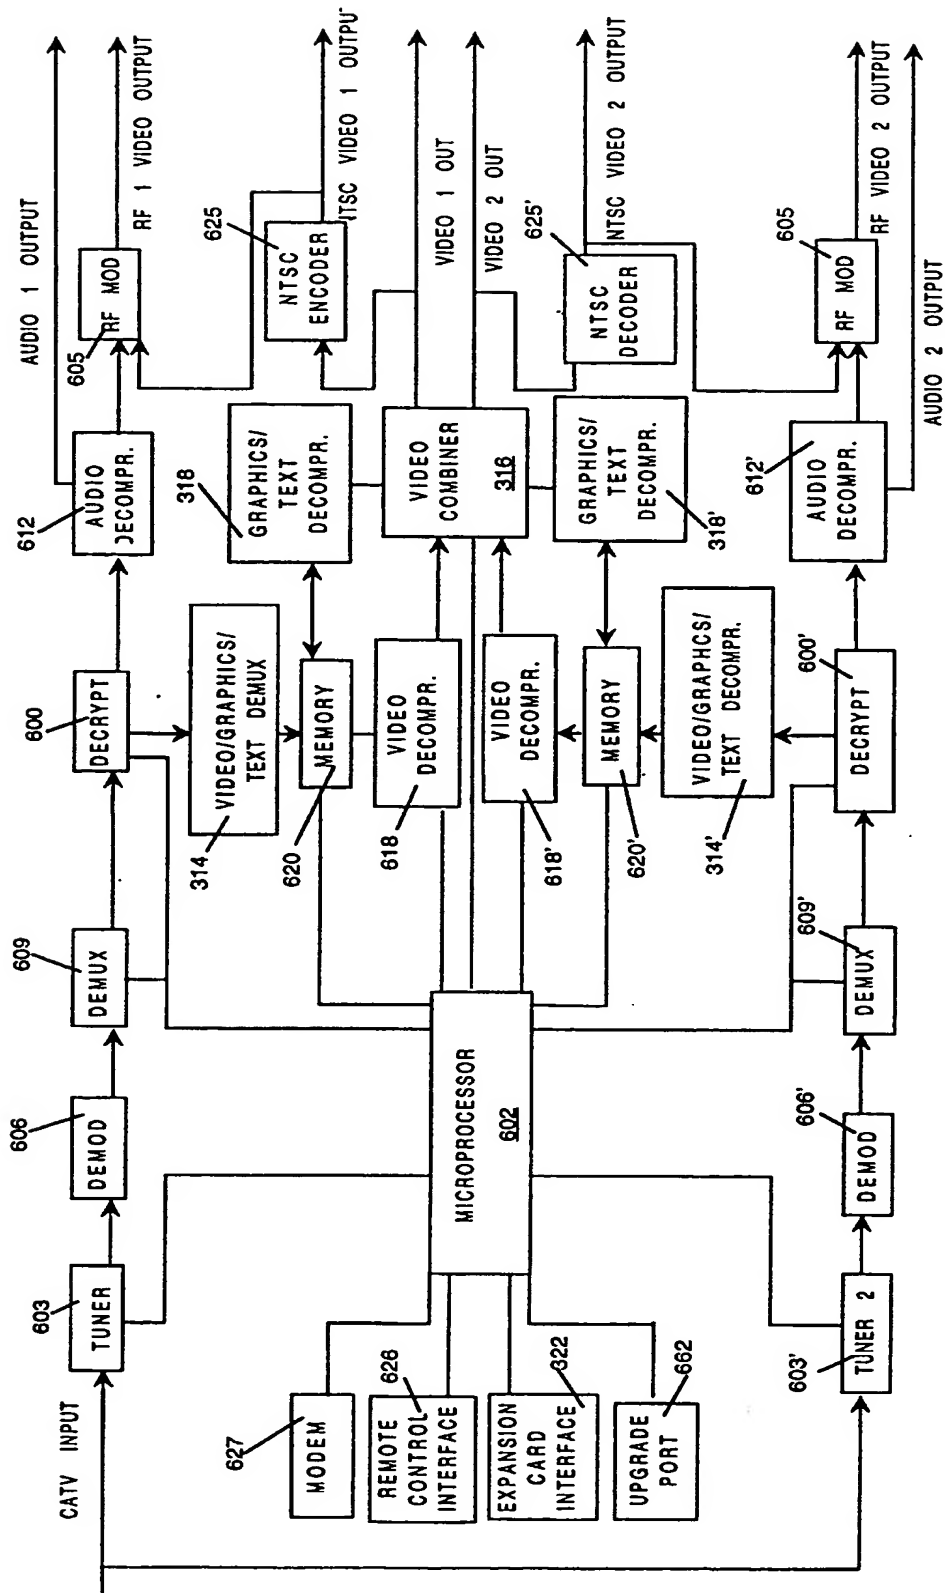 CATV INPUT
603
TUNER
606
DEMOD
609
DEMUX
600
DECRYPT
612
AUDIO
DECOMPR.
AUDIO 1 OUTPUT
605
RF MOD
RF 1 VIDEO OUTPUT
314
VIDEO/GRAPHICS/
TEXT DEMUX
318
GRAPHICS/
TEXT
DECOMPR.
625
NTSC
ENCODER
NTSC VIDEO 1 OUTPUT
620
MEMORY
618
VIDEO
DECOMPR.
VIDEO
COMBINER
316
VIDEO 1 OUT
VIDEO 2 OUT
627
MODEM
626
REMOTE
CONTROL
INTERFACE
322
EXPANSION
CARD
INTERFACE
662
UPGRADE
PORT
MICROPROCESSOR
602
618'
VIDEO
DECOMPR.
620'
MEMORY
318'
GRAPHICS/
TEXT
DECOMPR.
625'
NTSC
DECODER
NTSC VIDEO 2 OUTPUT
314'
VIDEO/GRAPHCS/
TEXT DECOMPR.
603'
TUNER 2
606'
DEMOD
609'
DEMUX
600'
DECRYPT
612'
AUDIO
DECOMPR.
605
RF MOD
RF VIDEO 2 OUTPUT
AUDIO 2 OUTPUT